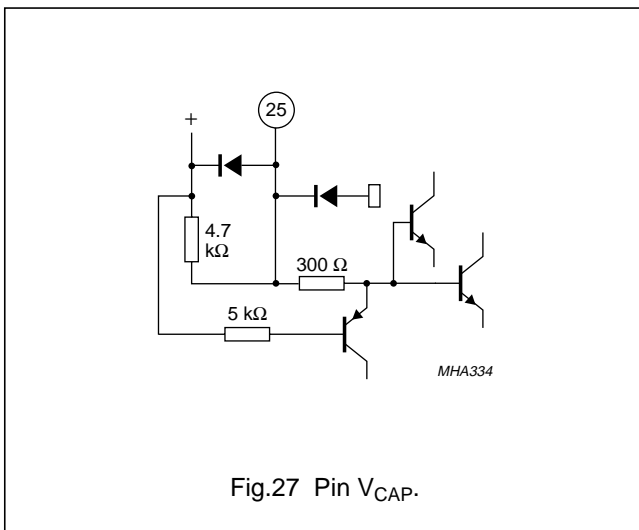 25
+
4.7
kΩ
300 Ω
5 kΩ
MHA334
Fig.27 Pin VCAP.